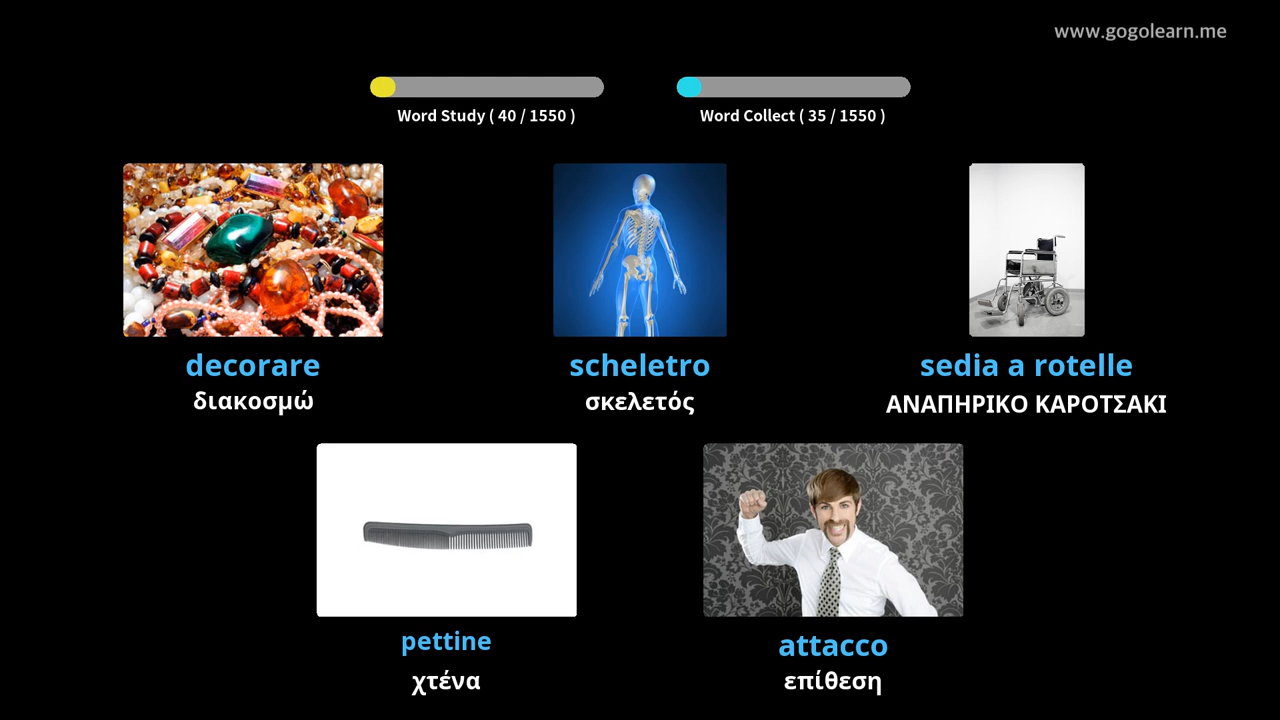 www.gogolearn.me
Word Study ( 40 / 1550 )
Word Collect ( 35 / 1550 )
decorare
διακοσμώ
scheletro
σκελετός
sedia a rotelle
ΑΝΑΠΗΡΙΚΟ ΚΑΡΟΤΣΑΚΙ
pettine
χτένα
attacco
επίθεση